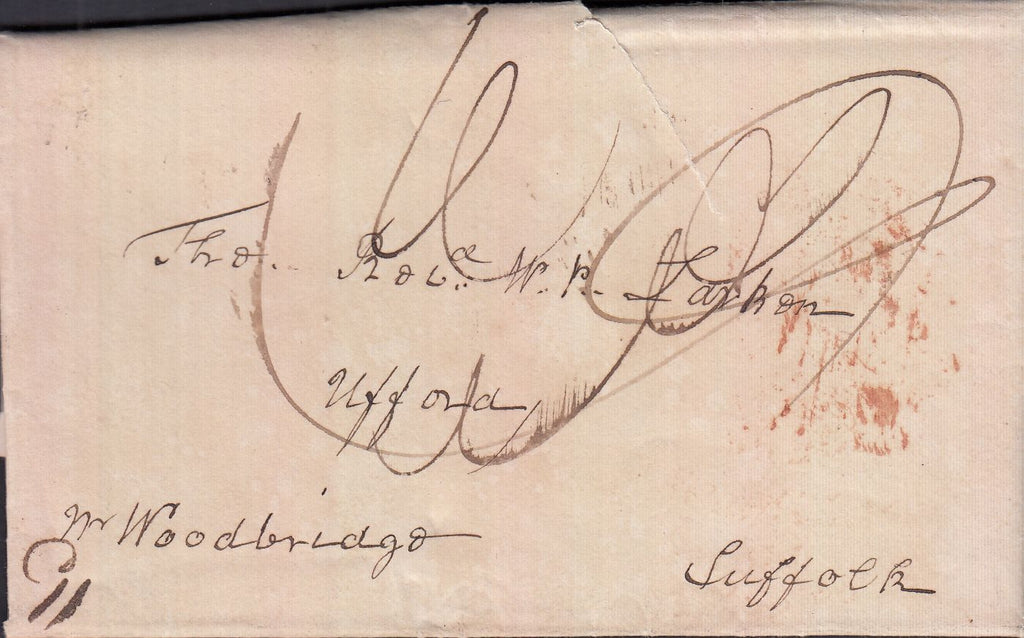 The. Revd. W. P. Larken
Ufford
Nr Woodbridge
Suffolk